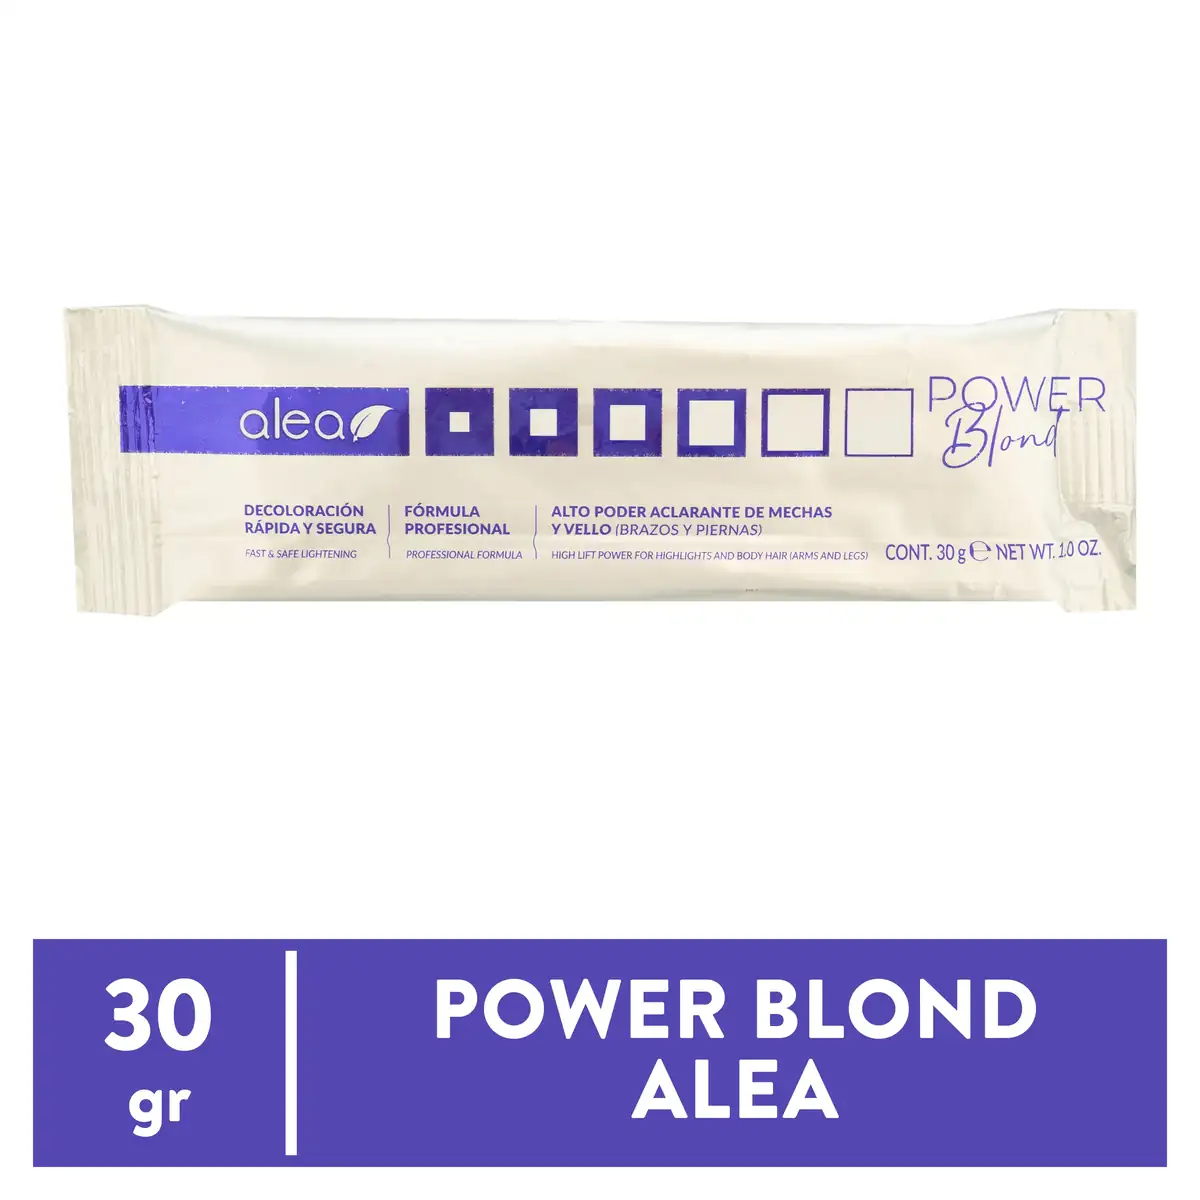 alea
POWER
Blond
DECOLORACIÓN
RÁPIDA Y SEGURA
FAST & SAFE LIGHTENING
FÓRMULA
PROFESIONAL
PROFESSIONAL FORMULA
ALTO PODER ACLARANTE DE MECHAS
Y VELLO (BRAZOS Y PIERNAS)
HIGH LIFT POWER FOR HIGHLIGHTS AND BODY HAIR (ARMS AND LEGS)
CONT. 30 g ℮ NET WT. 1.0 OZ.
30
gr
POWER BLOND
ALEA